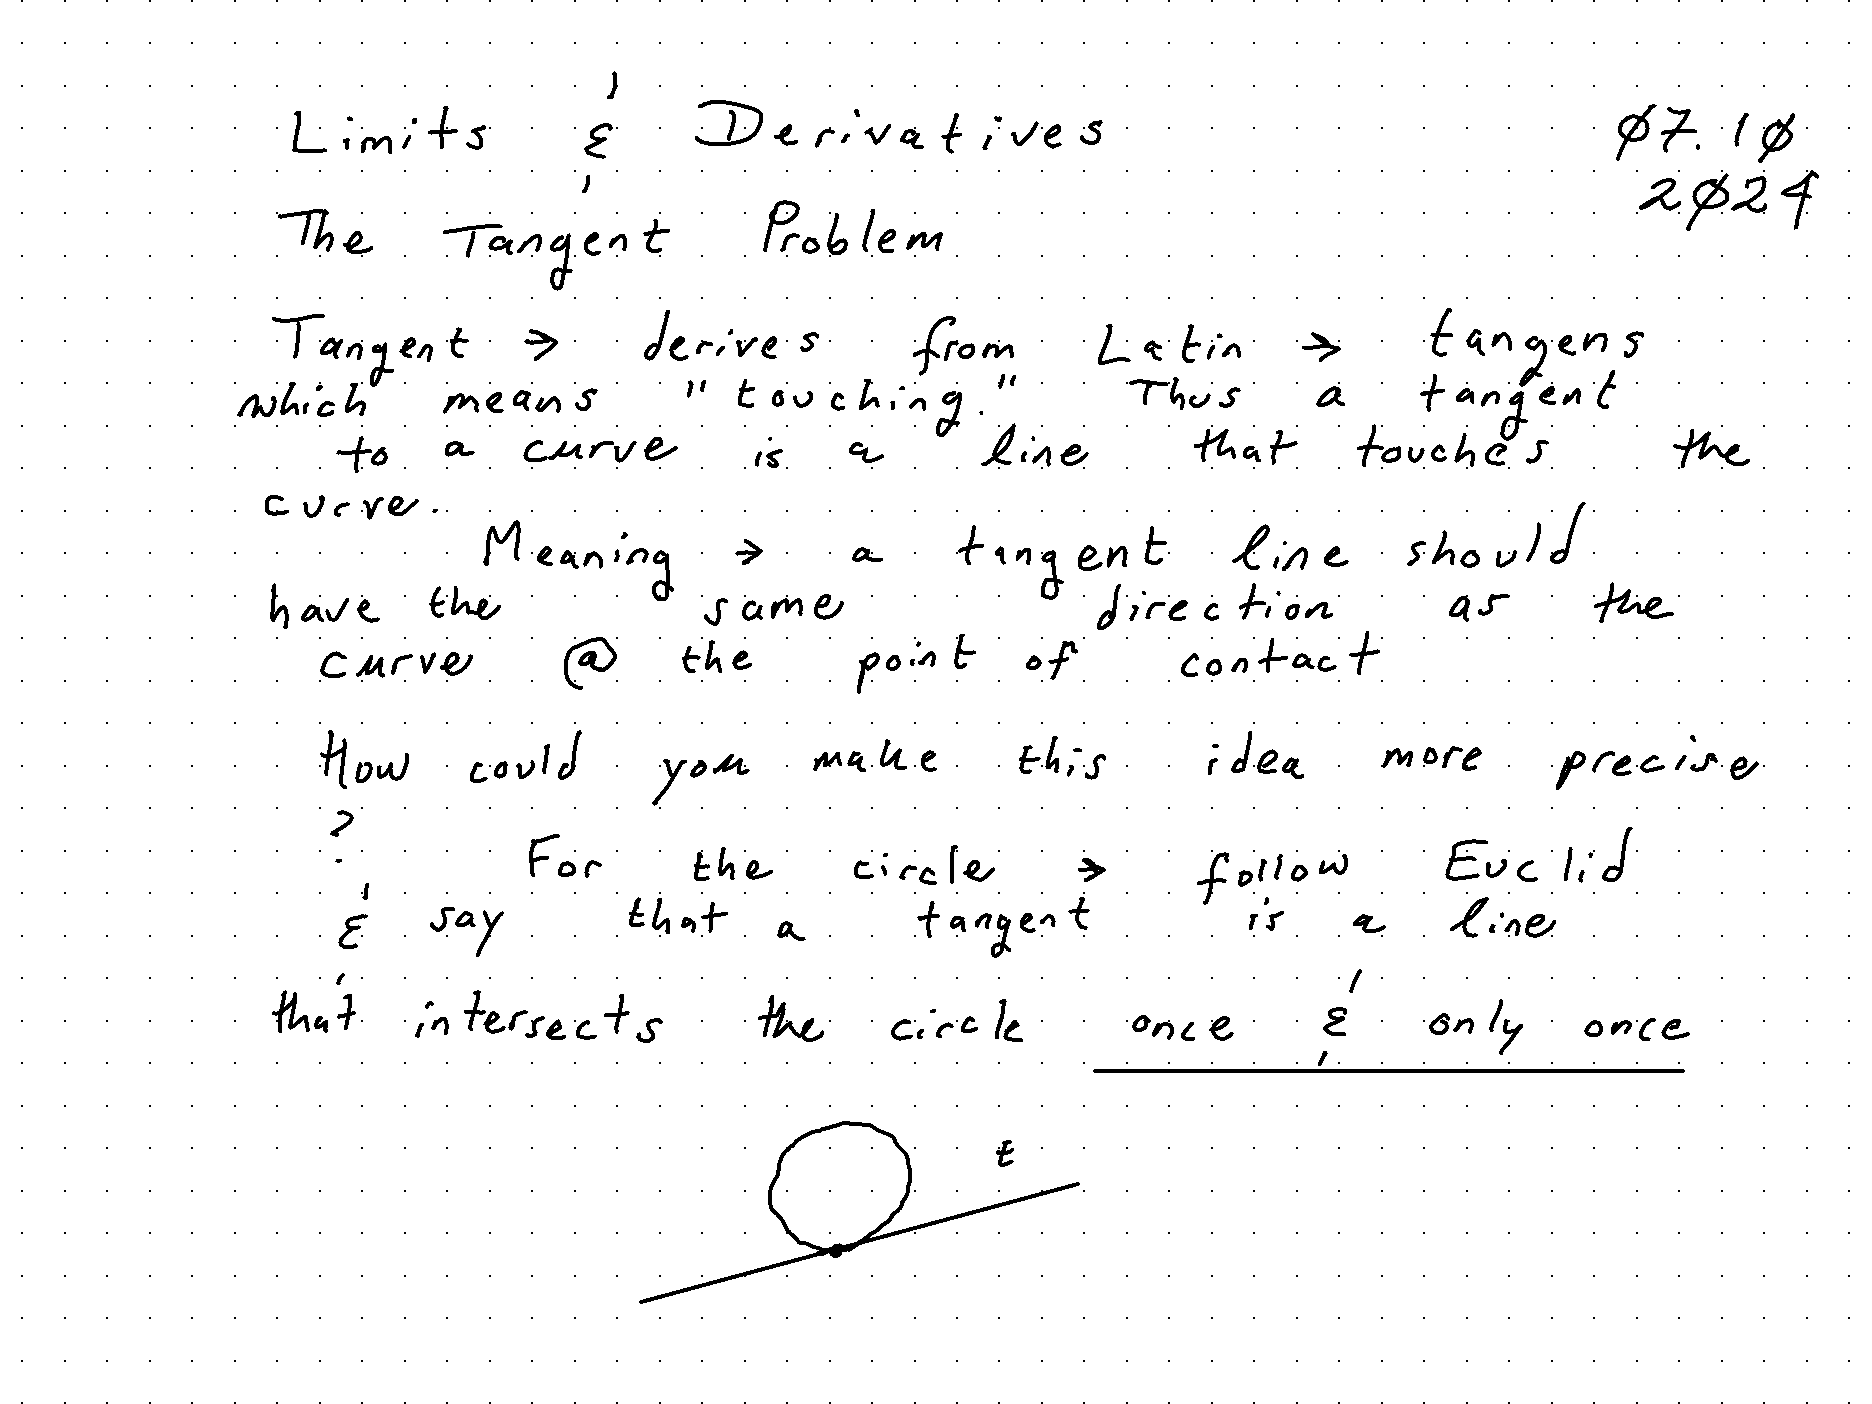 Limits & Derivatives
07.10
2024
The Tangent Problem
Tangent → derives from Latin → tangens
which means "touching." Thus a tangent
to a curve is a line that touches the
curve.
Meaning → a tangent line should
have the same direction as the
curve @ the point of contact
How could you make this idea more precise
?
For the circle → follow Euclid
& say that a tangent is a line
that intersects the circle once & only once
t